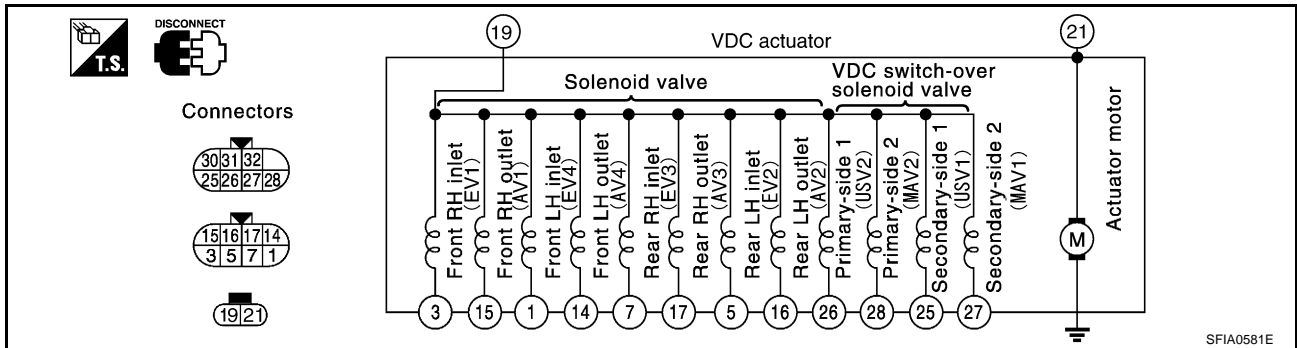 DISCONNECT
T.S.
19
VDC actuator
21
Connectors
Solenoid valve
VDC switch-over
solenoid valve
30 31 32
25 26 27 28
15 16 17 14
3 5 7 1
19 21
Front RH inlet
(EV1)
Front RH outlet
(AV1)
Front LH inlet
(EV4)
Front LH outlet
(AV4)
Rear RH inlet
(EV3)
Rear RH outlet
(AV3)
Rear LH inlet
(EV2)
Rear LH outlet
(AV2)
Primary-side 1
(USV2)
Primary-side 2
(MAV2)
Secondary-side 1
(USV1)
Secondary-side 2
(MAV1)
M
Actuator motor
3 15 1 14 7 17 5 16 26 28 25 27
SFIA0581E